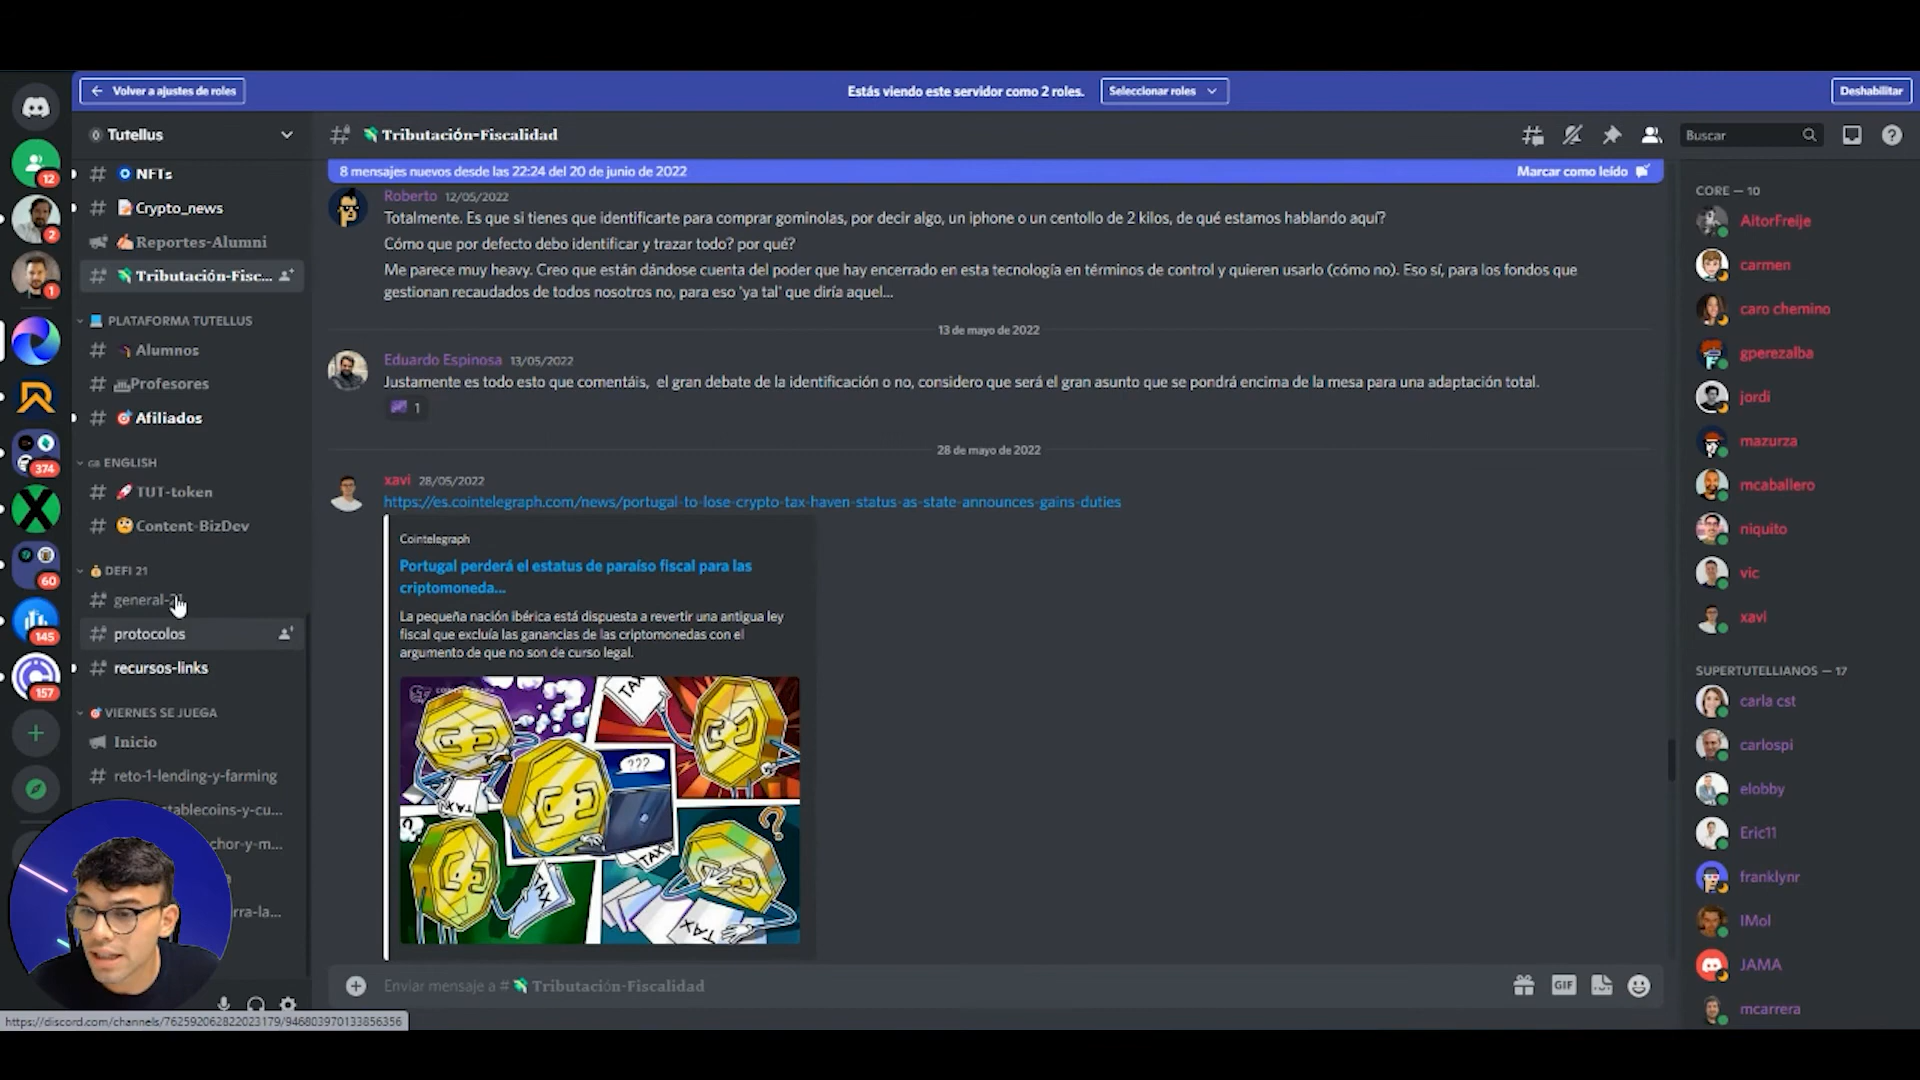 Volver a ajustes de roles
Estás viendo este servidor como 2 roles.
Seleccionar roles
Deshabilitar
Tutellus
Tributación-Fiscalidad
Buscar
8 mensajes nuevos desde las 22:24 del 20 de junio de 2022
Marcar como leído
12
2
1
374
60
145
157
NFTs
Crypto_news
Reportes-Alumni
Tributación-Fisc...
PLATAFORMA TUTELLUS
Alumnos
Profesores
Afiliados
GB ENGLISH
TUT-token
Content-BizDev
DEFI 21
general-21
protocolos
recursos-links
VIERNES SE JUEGA
Inicio
reto-1-lending-y-farming
tablecoins-y-cu...
chor-y-m...
rra-la...
Roberto 12/05/2022
Totalmente. Es que si tienes que identificarte para comprar gominolas, por decir algo, un iphone o un centollo de 2 kilos, de qué estamos hablando aquí?
Cómo que por defecto debo identificar y trazar todo? por qué?
Me parece muy heavy. Creo que están dándose cuenta del poder que hay encerrado en esta tecnología en términos de control y quieren usarlo (cómo no). Eso sí, para los fondos que
gestionan recaudados de todos nosotros no, para eso 'ya tal' que diría aquel...
13 de mayo de 2022
Eduardo Espinosa 13/05/2022
Justamente es todo esto que comentáis, el gran debate de la identificación o no, considero que será el gran asunto que se pondrá encima de la mesa para una adaptación total.
1
28 de mayo de 2022
xavi 28/05/2022
https://es.cointelegraph.com/news/portugal-to-lose-crypto-tax-haven-status-as-state-announces-gains-duties
Cointelegraph
Portugal perderá el estatus de paraíso fiscal para las
criptomoneda...
La pequeña nación ibérica está dispuesta a revertir una antigua ley
fiscal que excluía las ganancias de las criptomonedas con el
argumento de que no son de curso legal.
TAX
???
TAX
TAX
TAX
TAX
Enviar mensaje a # Tributación-Fiscalidad
GIF
CORE — 10
AitorFreije
carmen
caro chemino
gperezalba
jordi
mazurza
mcaballero
niquito
vic
xavi
SUPERTUTELLIANOS — 17
carla cst
carlospi
elobby
Eric11
franklynr
IMol
JAMA
mcarrera
https://discord.com/channels/762592062822023179/946803970133856356